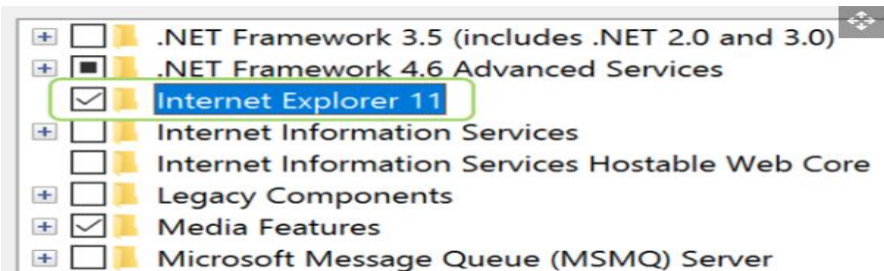 .NET Framework 3.5 (includes .NET 2.0 and 3.0)
.NET Framework 4.6 Advanced Services
Internet Explorer 11
Internet Information Services
Internet Information Services Hostable Web Core
Legacy Components
Media Features
Microsoft Message Queue (MSMQ) Server